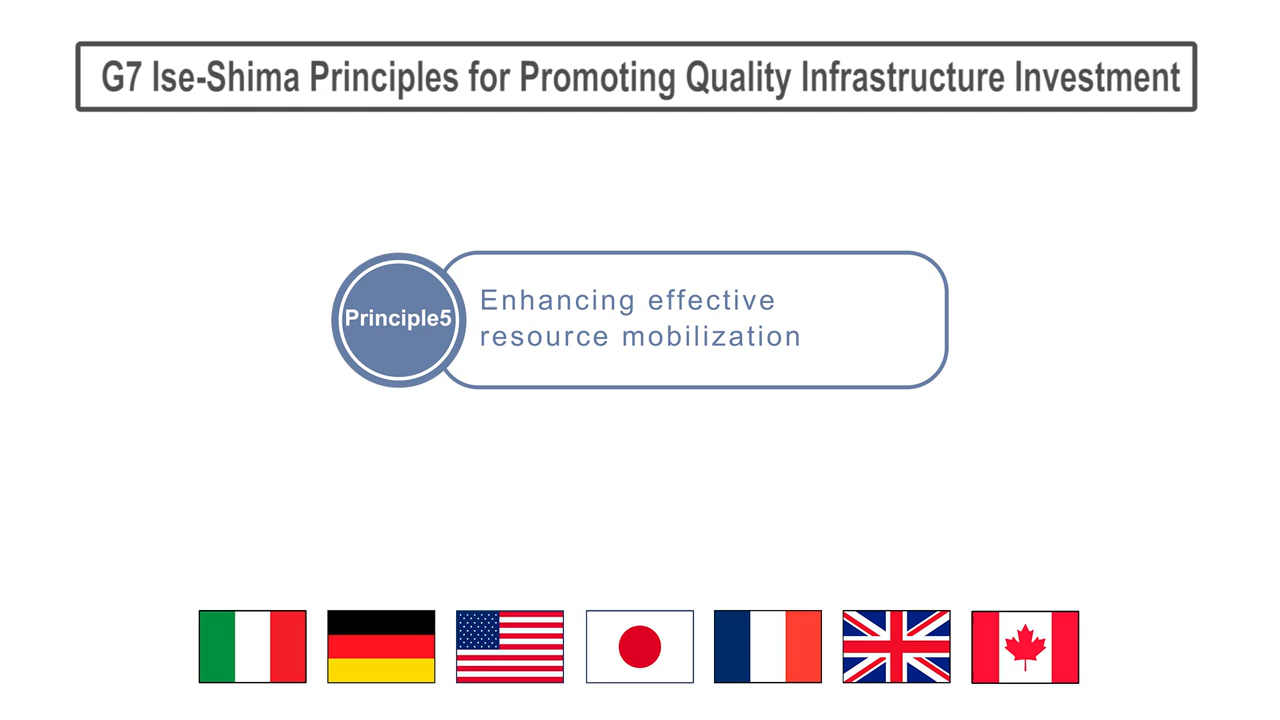 G7 Ise-Shima Principles for Promoting Quality Infrastructure Investment
Principle5
Enhancing effective
resource mobilization